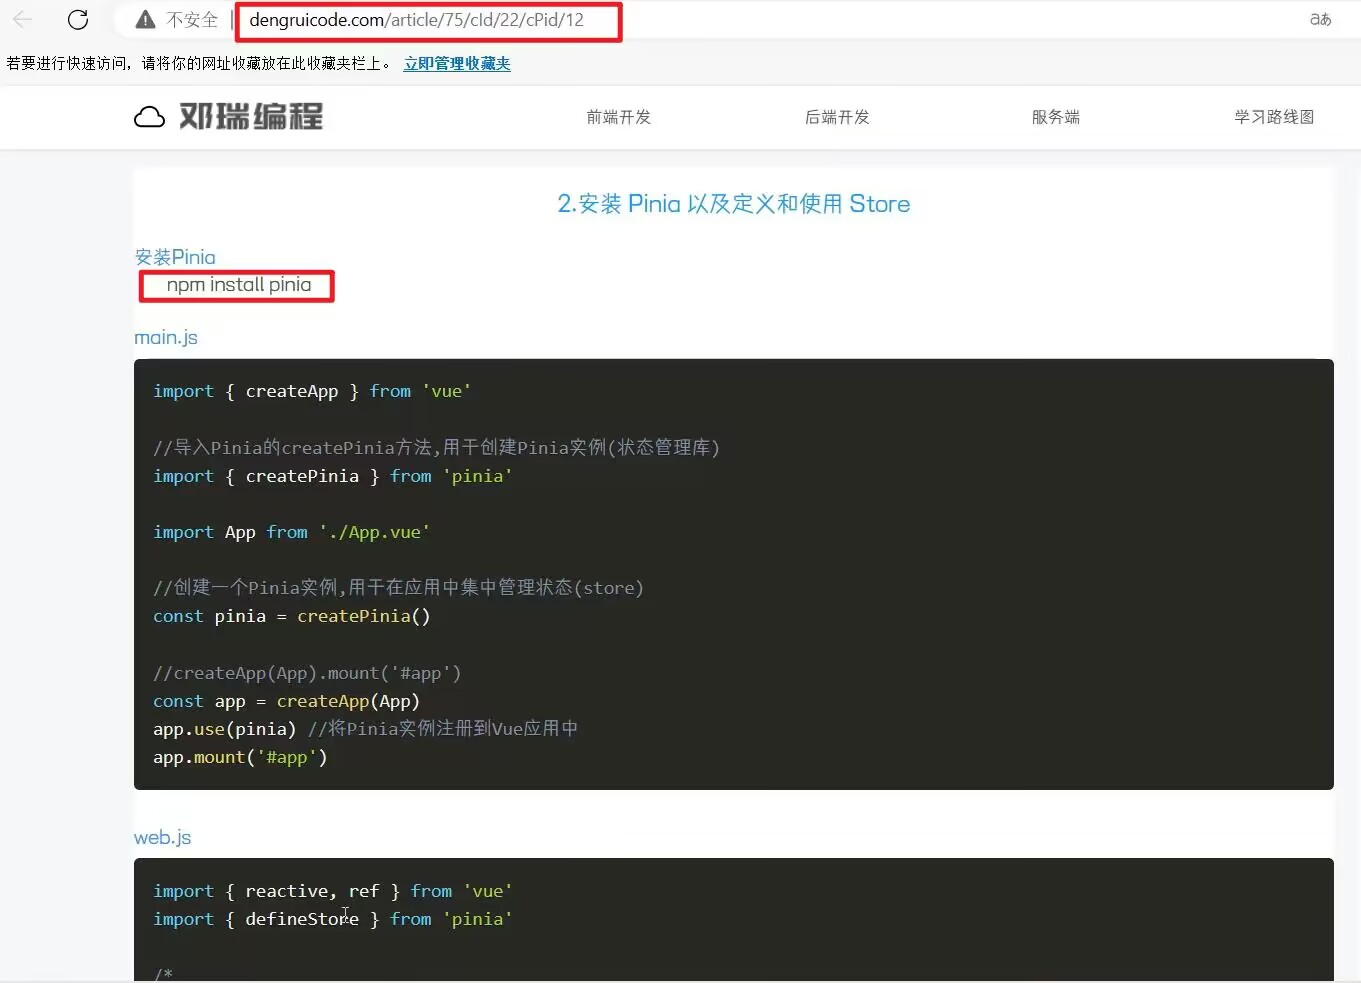 不安全 dengruicode.com/article/75/cId/22/cPid/12 aあ
若要进行快速访问，请将你的网址收藏放在此收藏夹栏上。 立即管理收藏夹
邓瑞编程 前端开发 后端开发 服务端 学习路线图
2.安装 Pinia 以及定义和使用 Store
安装Pinia
npm install pinia
main.js
import { createApp } from 'vue'
//导入Pinia的createPinia方法,用于创建Pinia实例(状态管理库)
import { createPinia } from 'pinia'
import App from './App.vue'
//创建一个Pinia实例,用于在应用中集中管理状态(store)
const pinia = createPinia()
//createApp(App).mount('#app')
const app = createApp(App)
app.use(pinia) //将Pinia实例注册到Vue应用中
app.mount('#app')
web.js
import { reactive, ref } from 'vue'
import { defineStore } from 'pinia'
/*